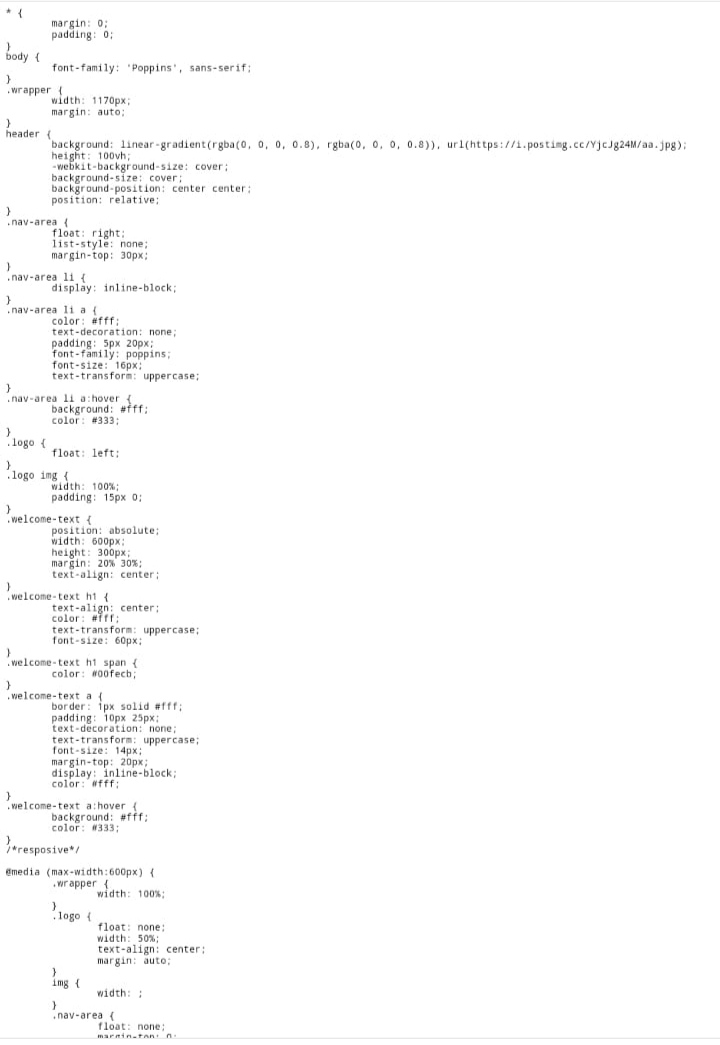 * {
margin: 0;
padding: 0;
}
body {
font-family: 'Poppins', sans-serif;
}
.wrapper {
width: 1170px;
margin: auto;
}
header {
background: linear-gradient(rgba(0, 0, 0, 0.8), rgba(0, 0, 0, 0.8)), url(https://i.postimg.cc/YjcJg24M/aa.jpg);
height: 100vh;
-webkit-background-size: cover;
background-size: cover;
background-position: center center;
position: relative;
}
.nav-area {
float: right;
list-style: none;
margin-top: 30px;
}
.nav-area li {
display: inline-block;
}
.nav-area li a {
color: #fff;
text-decoration: none;
padding: 5px 20px;
font-family: poppins;
font-size: 16px;
text-transform: uppercase;
}
.nav-area li a:hover {
background: #fff;
color: #333;
}
.logo {
float: left;
}
.logo img {
width: 100%;
padding: 15px 0;
}
.welcome-text {
position: absolute;
width: 600px;
height: 300px;
margin: 20% 30%;
text-align: center;
}
.welcome-text h1 {
text-align: center;
color: #fff;
text-transform: uppercase;
font-size: 60px;
}
.welcome-text h1 span {
color: #00fecb;
}
.welcome-text a {
border: 1px solid #fff;
padding: 10px 25px;
text-decoration: none;
text-transform: uppercase;
font-size: 14px;
margin-top: 20px;
display: inline-block;
color: #fff;
}
.welcome-text a:hover {
background: #fff;
color: #333;
}
/*resposive*/
@media (max-width:600px) {
.wrapper {
width: 100%;
}
.logo {
float: none;
width: 50%;
text-align: center;
margin: auto;
}
img {
width: ;
}
.nav-area {
float: none;
margin-top: 0;